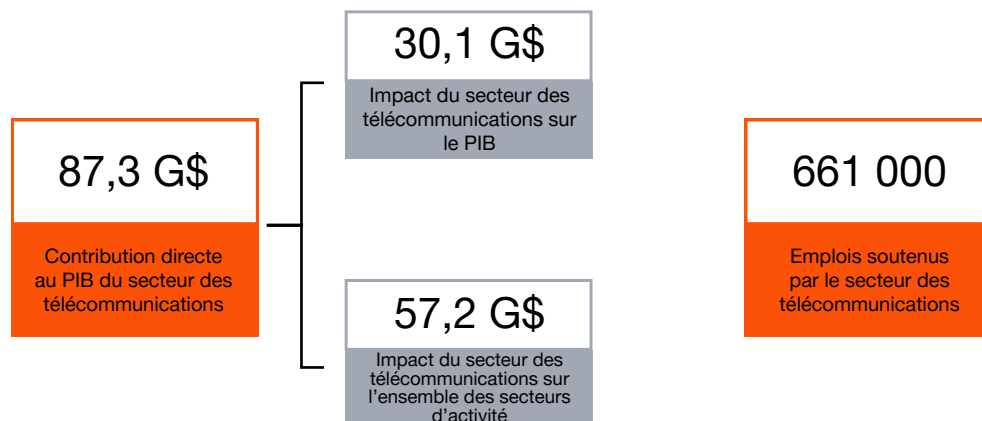 87,3 G$
Contribution directe
au PIB du secteur des
télécommunications
30,1 G$
Impact du secteur des
télécommunications sur
le PIB
57,2 G$
Impact du secteur des
télécommunications sur
l'ensemble des secteurs
d'activité
661 000
Emplois soutenus
par le secteur des
télécommunications